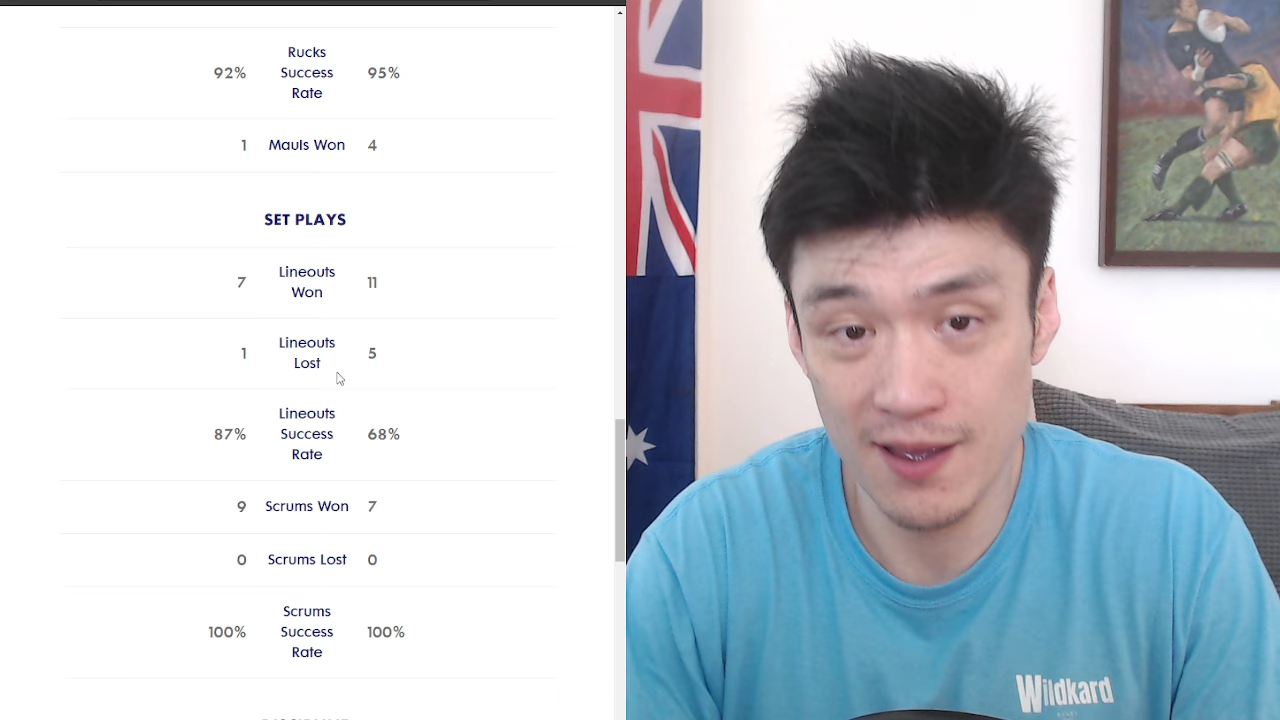 Rucks
92% Success 95%
Rate
1 Mauls Won 4
SET PLAYS
Lineouts
7 Won 11
Lineouts
1 Lost 5
Lineouts
87% Success 68%
Rate
9 Scrums Won 7
0 Scrums Lost 0
Scrums
100% Success 100%
Rate
Wildkard